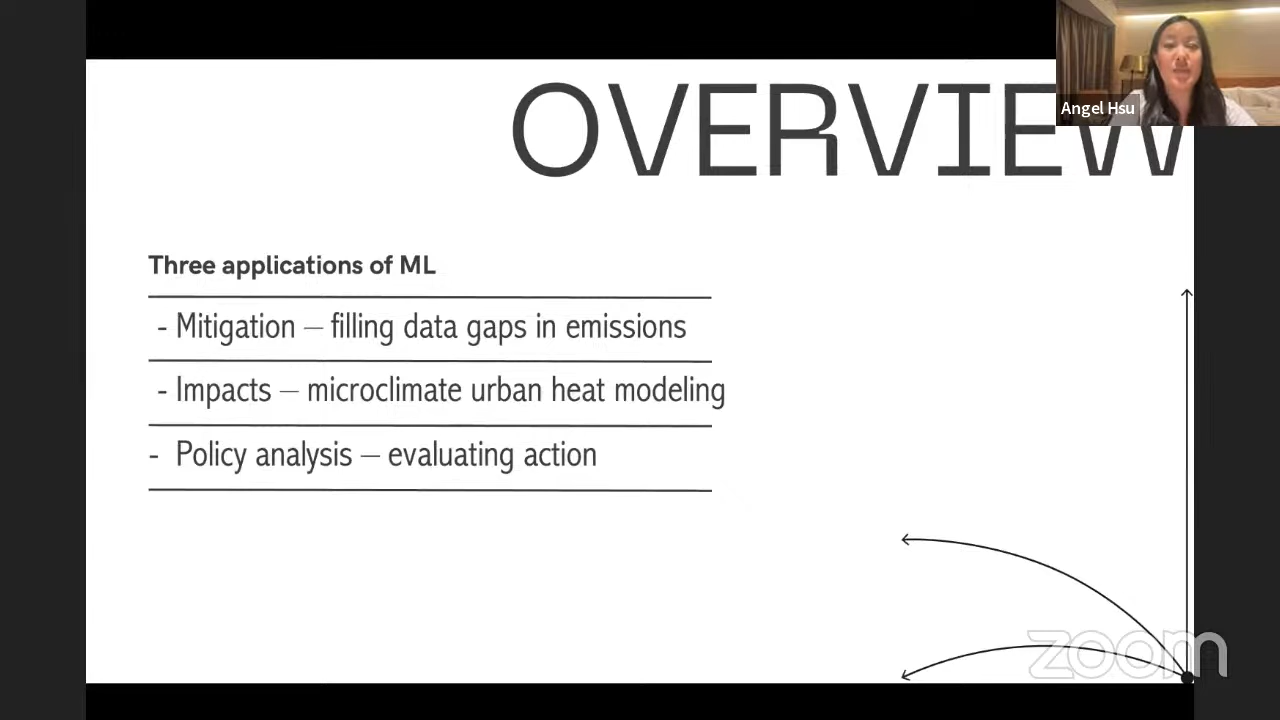 OVERVIEW
Angel Hsu
Three applications of ML
- Mitigation – filling data gaps in emissions
- Impacts – microclimate urban heat modeling
- Policy analysis – evaluating action
zoom